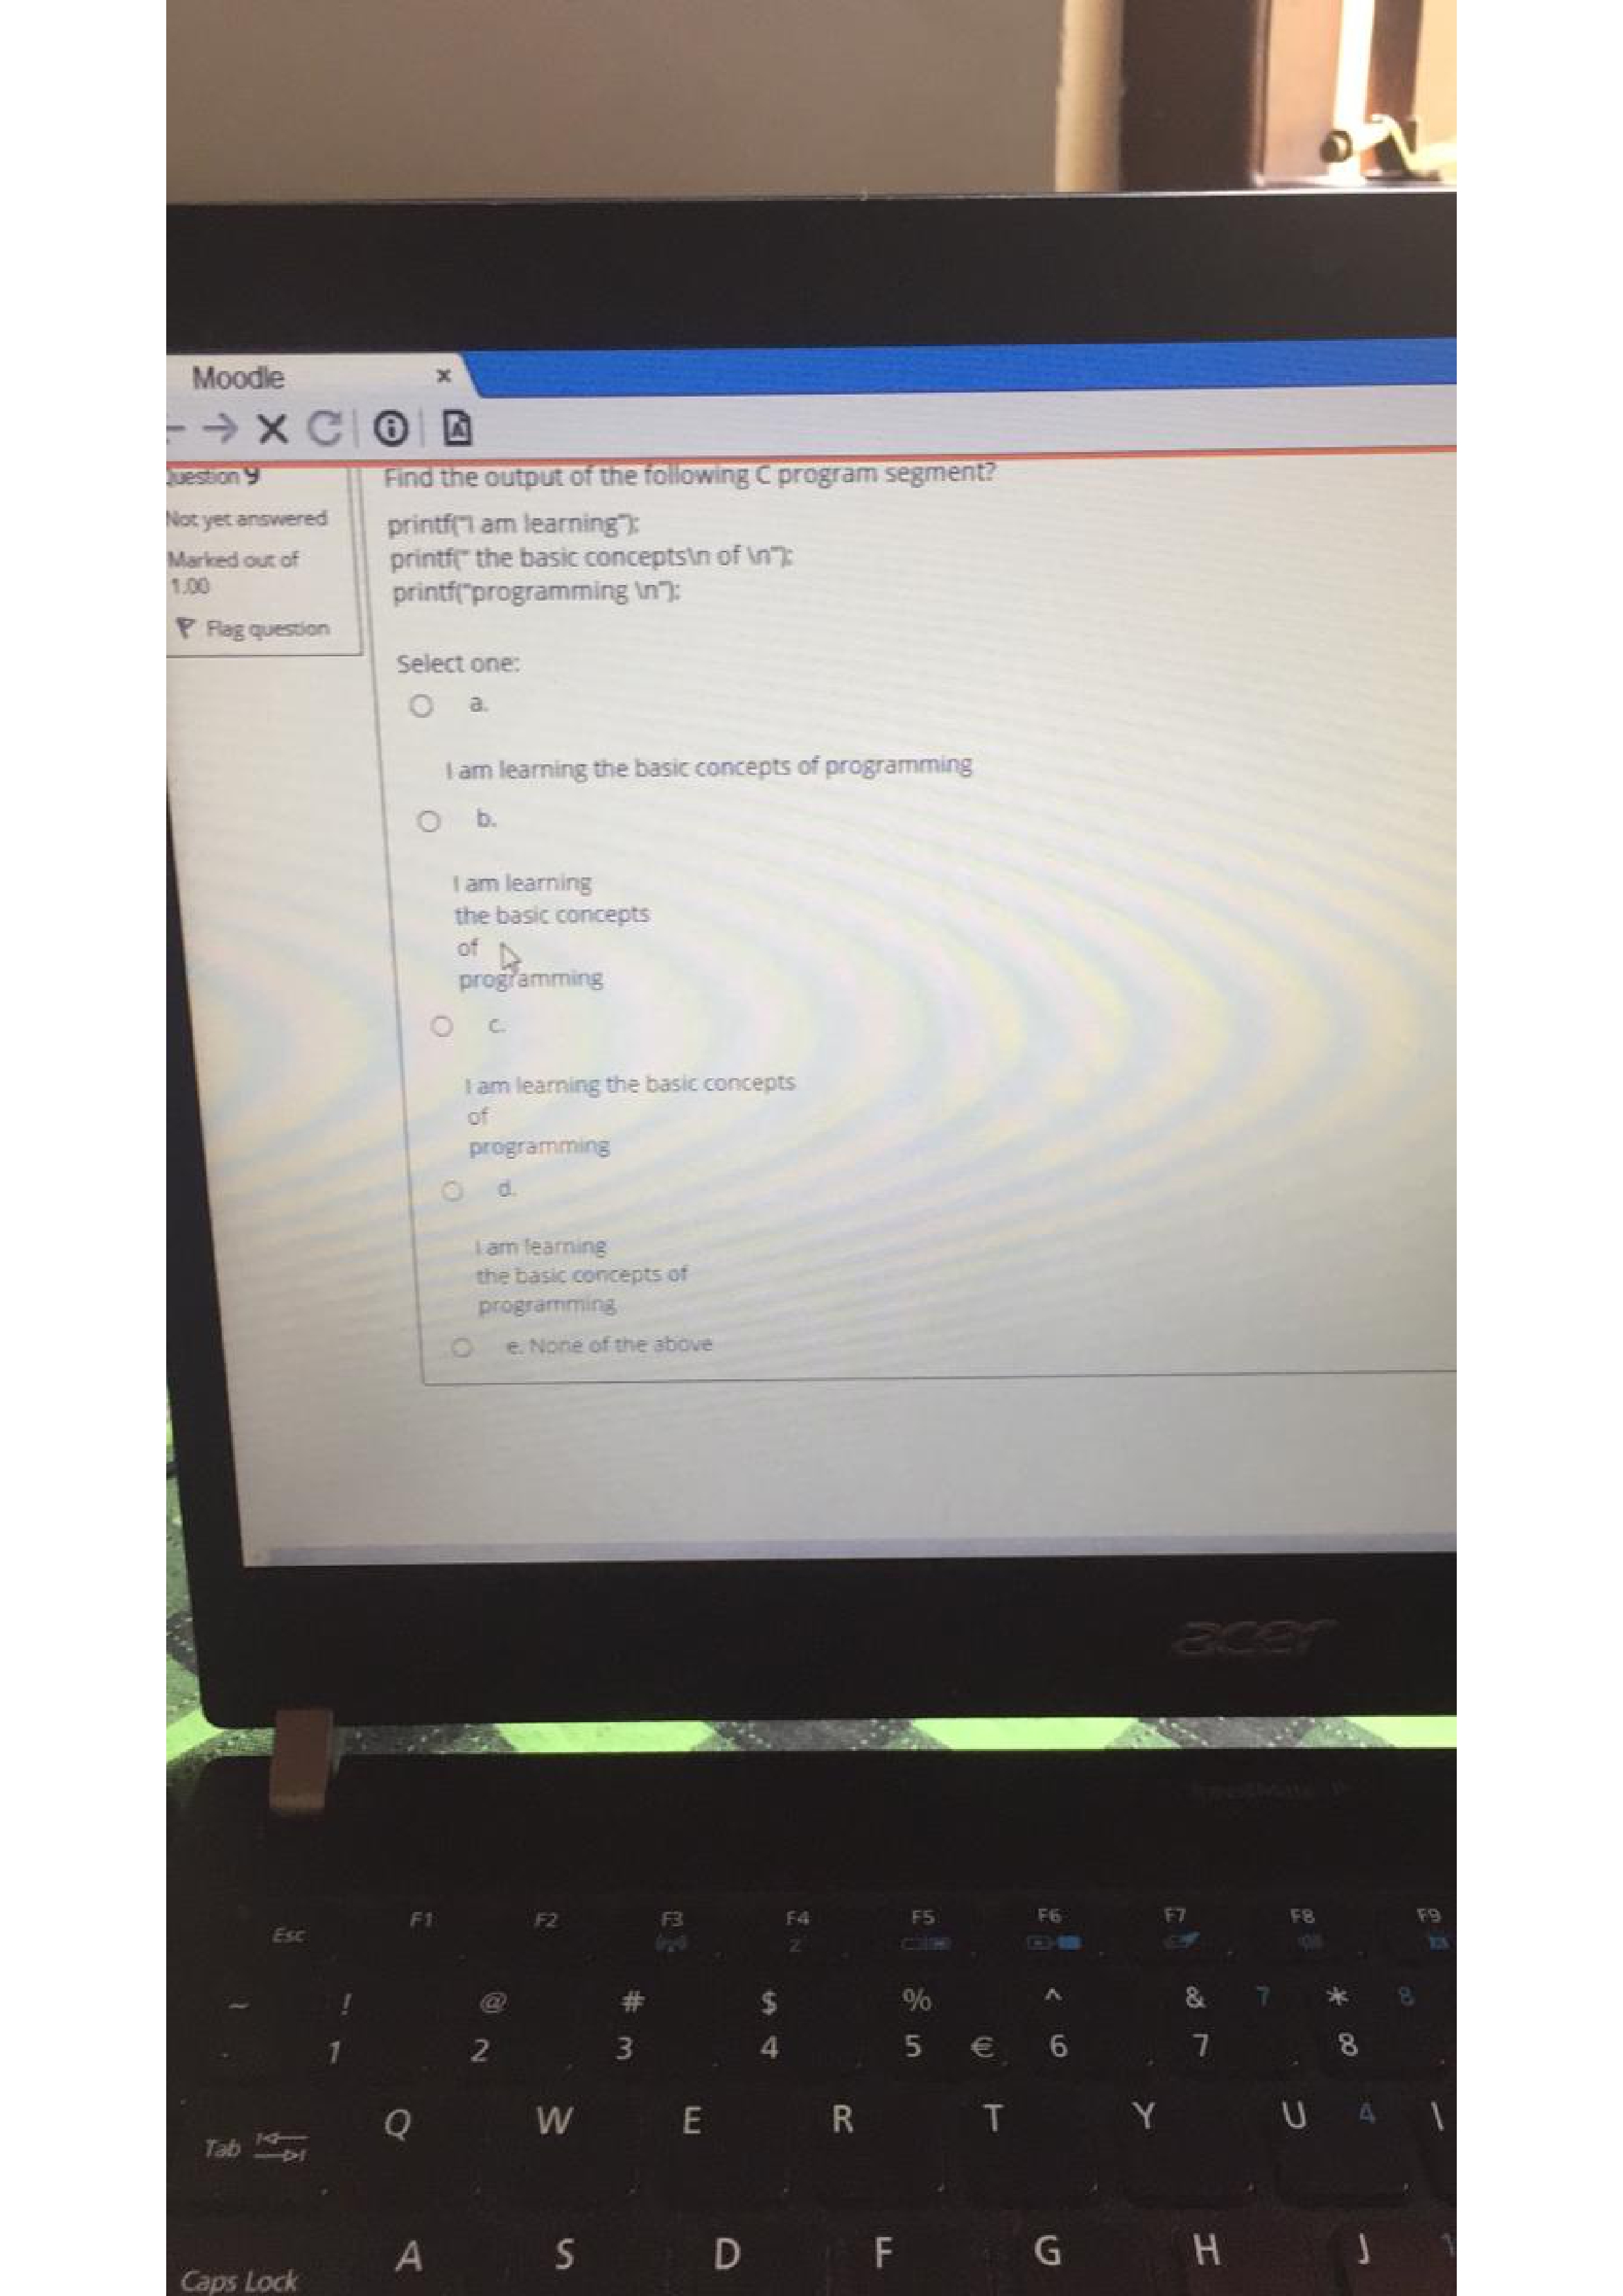 Moodle
Question 9
Not yet answered
Marked out of
1.00
Flag question
Find the output of the following C program segment?
printf("I am learning");
printf(" the basic concepts\n of \n");
printf("programming \n");
Select one:
a.
I am learning the basic concepts of programming
b.
I am learning
the basic concepts
of
programming
c.
I am learning the basic concepts
of
programming
d.
I am learning
the basic concepts of
programming
e. None of the above
acer
Esc F1 F2 F3 F4 F5 F6 F7 F8 F9
~ ! @ # $ % ^ & 7 * 8
1 2 3 4 5 € 6 7 8
Tab Q W E R T Y U 4 I
Caps Lock A S D F G H J 1